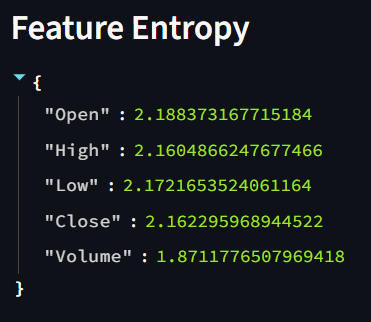 Feature Entropy
{
"Open" : 2.188373167715184
"High" : 2.1604866247677466
"Low" : 2.1721653524061164
"Close" : 2.162295968944522
"Volume" : 1.8711776507969418
}